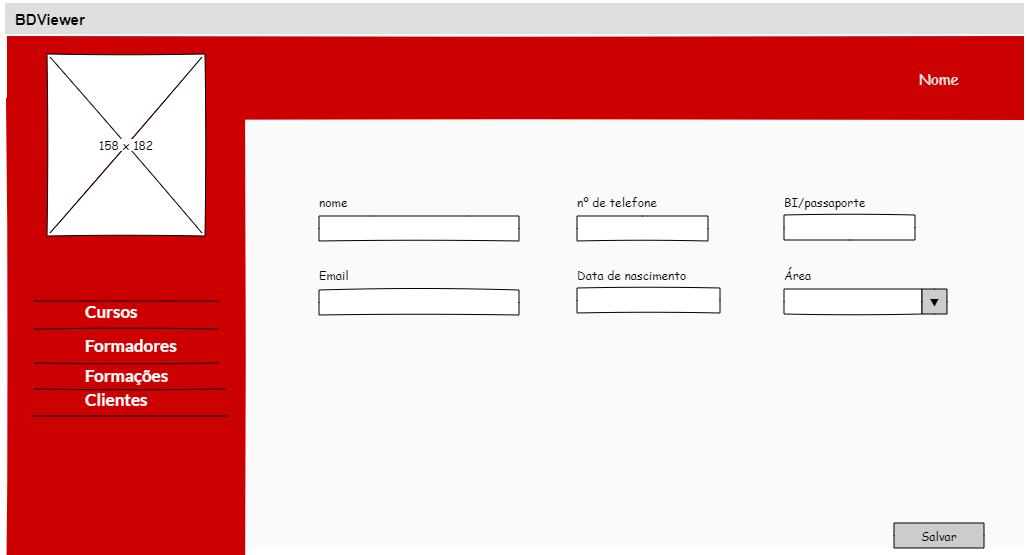 BDViewer
Nome
158 x 182
Cursos
Formadores
Formações
Clientes
nome
nº de telefone
BI/passaporte
Email
Data de nascimento
Área
Salvar